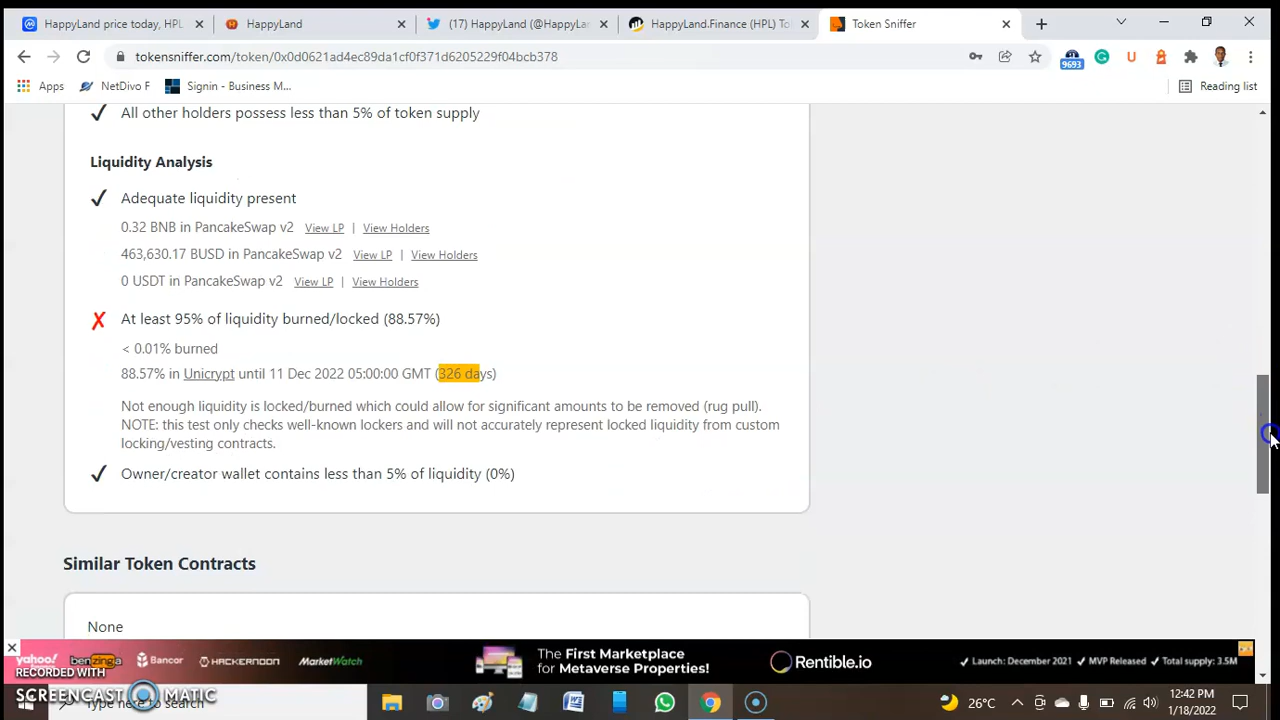 HappyLand price today, HPL
HappyLand
(17) HappyLand (@HappyLan
HappyLand.Finance (HPL) To
Token Sniffer
tokensniffer.com/token/0x0d0621ad4ec89da1cf0f371d6205229f04bcb378
9693
Apps
NetDivo F
Signin - Business M...
Reading list
All other holders possess less than 5% of token supply
Liquidity Analysis
Adequate liquidity present
0.32 BNB in PancakeSwap v2 View LP | View Holders
463,630.17 BUSD in PancakeSwap v2 View LP | View Holders
0 USDT in PancakeSwap v2 View LP | View Holders
At least 95% of liquidity burned/locked (88.57%)
< 0.01% burned
88.57% in Unicrypt until 11 Dec 2022 05:00:00 GMT (326 days)
Not enough liquidity is locked/burned which could allow for significant amounts to be removed (rug pull).
NOTE: this test only checks well-known lockers and will not accurately represent locked liquidity from custom
locking/vesting contracts.
Owner/creator wallet contains less than 5% of liquidity (0%)
Similar Token Contracts
None
yahoo!
benzinga
Bancor
HACKERNOON
MarketWatch
The First Marketplace
for Metaverse Properties!
Rentible.io
Launch: December 2021
MVP Released
Total supply: 3.5M
RECORDED WITH
SCREENCAST MATIC
Type here to search
26°C
12:42 PM
1/18/2022